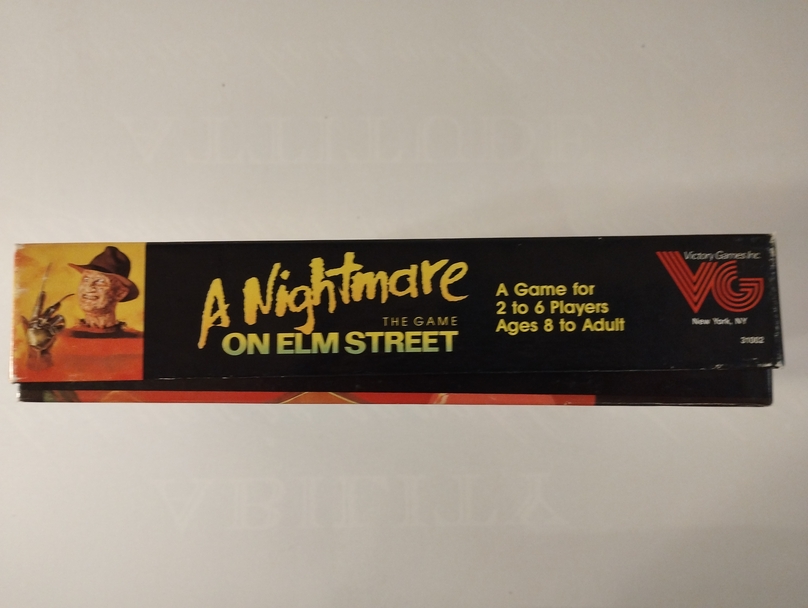 A Nightmare
THE GAME
ON ELM STREET
A Game for
2 to 6 Players
Ages 8 to Adult
Victory Games Inc.
VG
New York, NY
31002